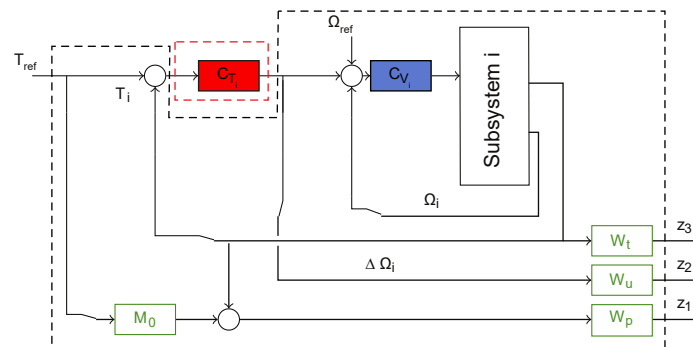 Ω_ref
T_ref
C_T_i
C_V_i
Subsystem i
T_i
Ω_i
W_t
z_3
Δ Ω_i
W_u
z_2
M_0
W_p
z_1